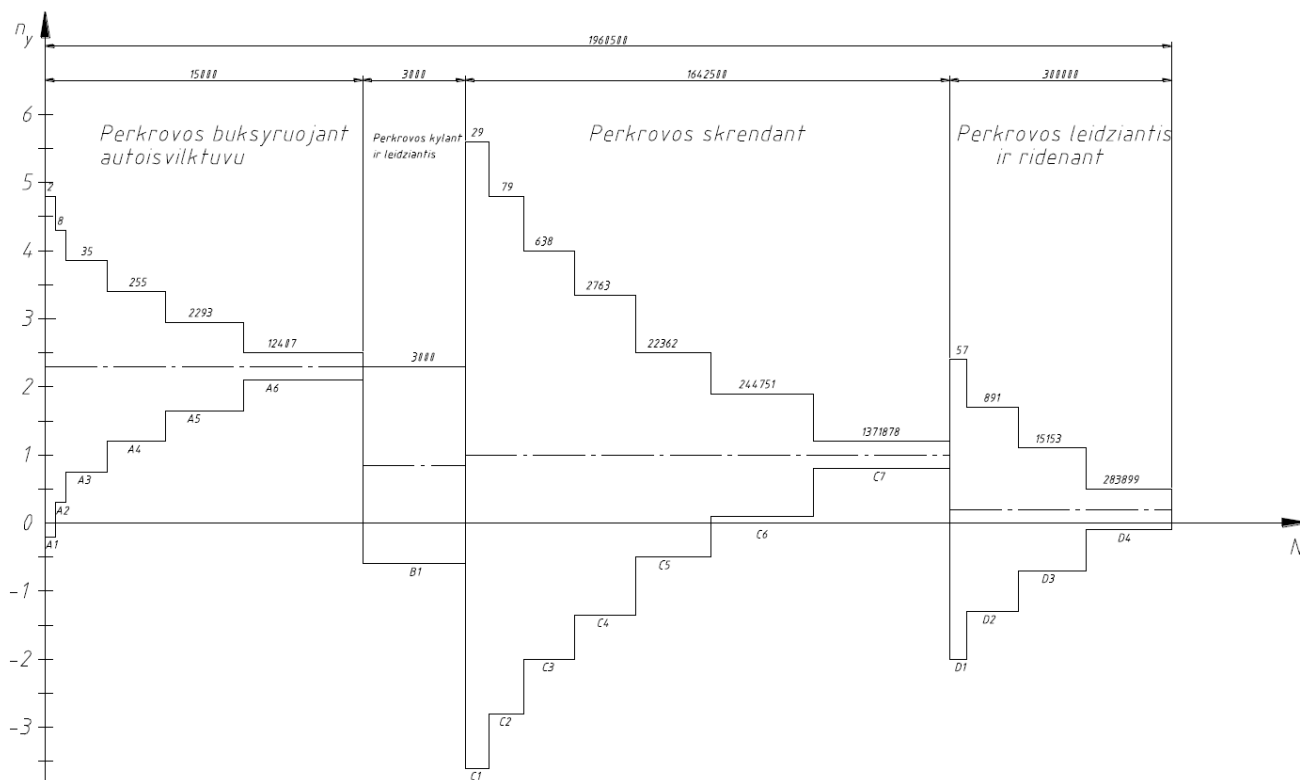 n_y
1960500
15000
3000
1642500
300000
6
5
4
3
2
1
0
-1
-2
-3
Perkrovos buksyruojant
autoisvilktuvu
Perkrovos kylant
ir leidziantis
Perkrovos skrendant
Perkrovos leidziantis
ir ridenant
2
8
35
255
2293
12407
3000
29
79
638
2763
22362
244751
1371878
57
891
15153
283899
A1
A2
A3
A4
A5
A6
B1
C1
C2
C3
C4
C5
C6
C7
D1
D2
D3
D4
N